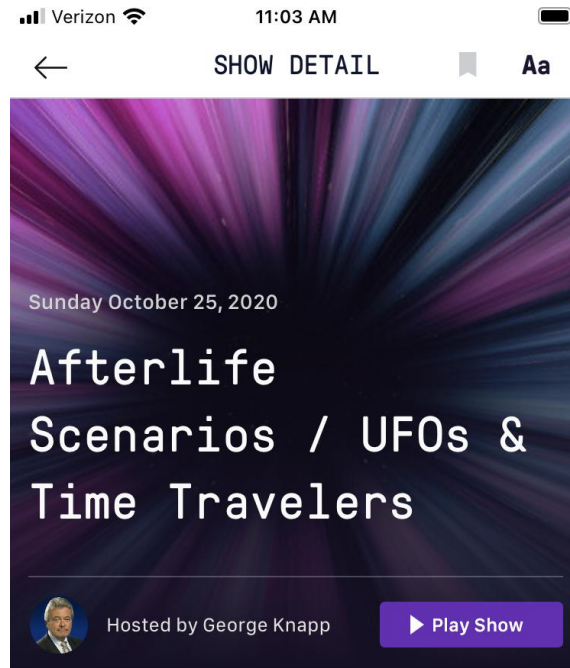 Verizon 11:03 AM
SHOW DETAIL Aa
Sunday October 25, 2020
Afterlife
Scenarios / UFOs &
Time Travelers
Hosted by George Knapp Play Show